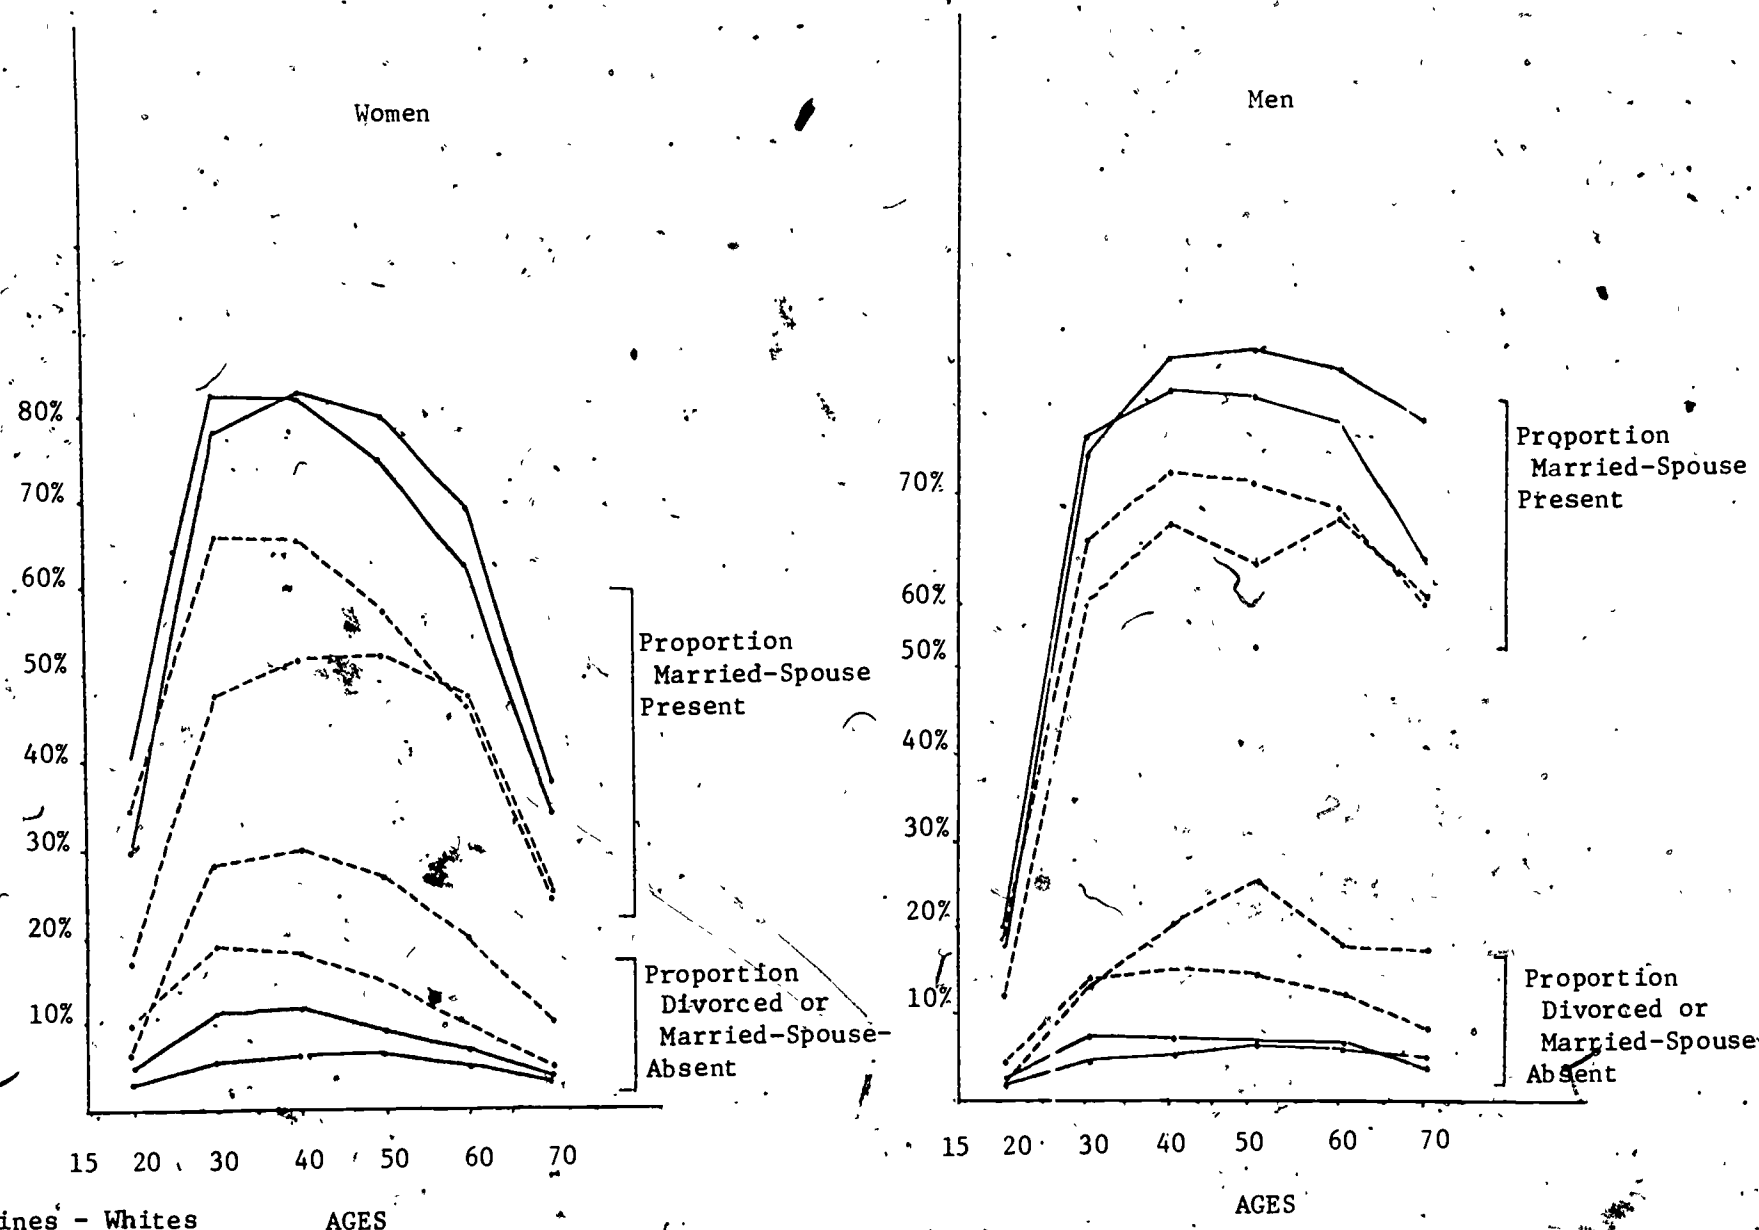 Women
80%
70%
60%
50%
40%
30%
20%
10%
Proportion
Married-Spouse
Present
Proportion
Divorced or
Married-Spouse-
Absent
15 20 30 40 50 60 70
ines - Whites
AGES
Men
70%
60%
50%
40%
30%
20%
10%
Proportion
Married-Spouse
Present
Proportion
Divorced or
Married-Spouse-
Absent
15 20 30 40 50 60 70
AGES